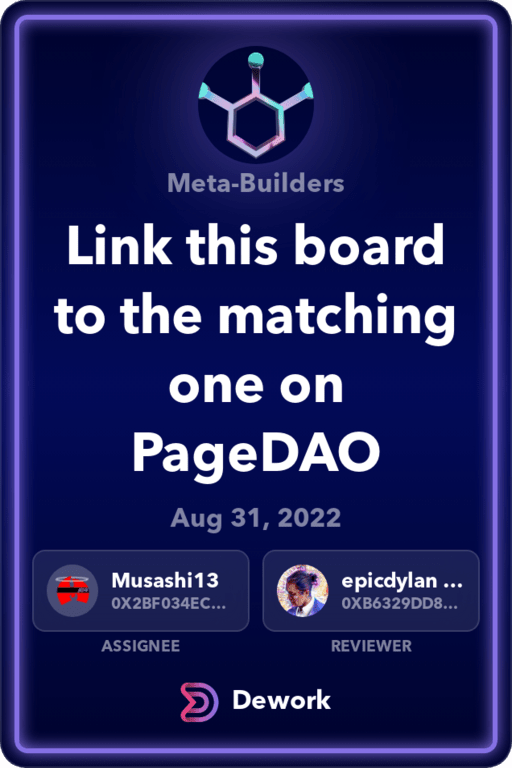 Meta-Builders
Link this board
to the matching
one on
PageDAO
Aug 31, 2022
Musashi13
0X2BF034EC...
epicdylan ...
0XB6329DD8...
ASSIGNEE
REVIEWER
Dework